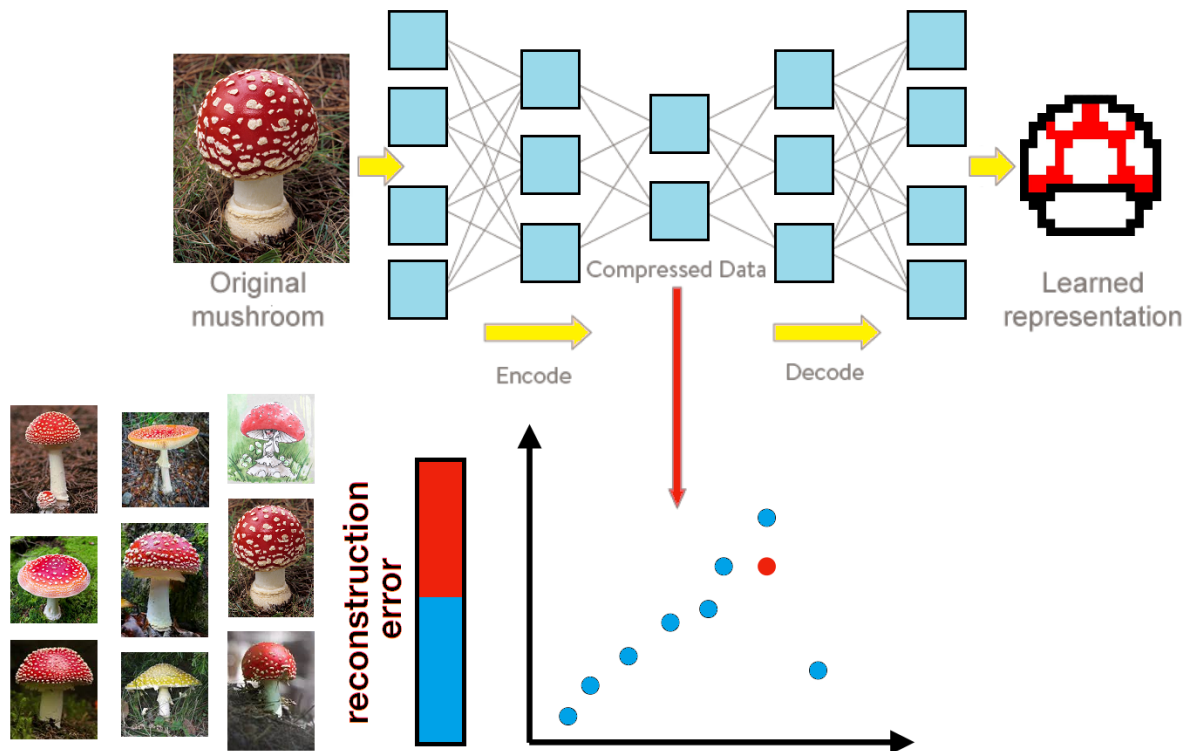 Original
mushroom
Compressed Data
Learned
representation
Encode
Decode
reconstruction
error